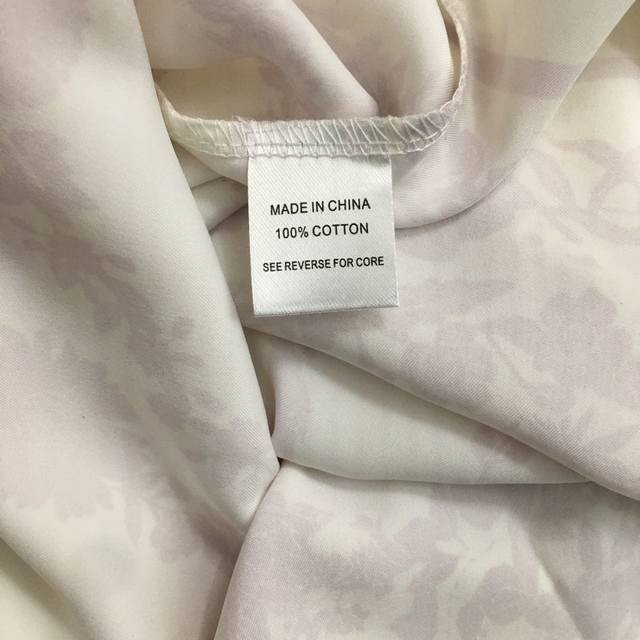 MADE IN CHINA
100% COTTON
SEE REVERSE FOR CORE